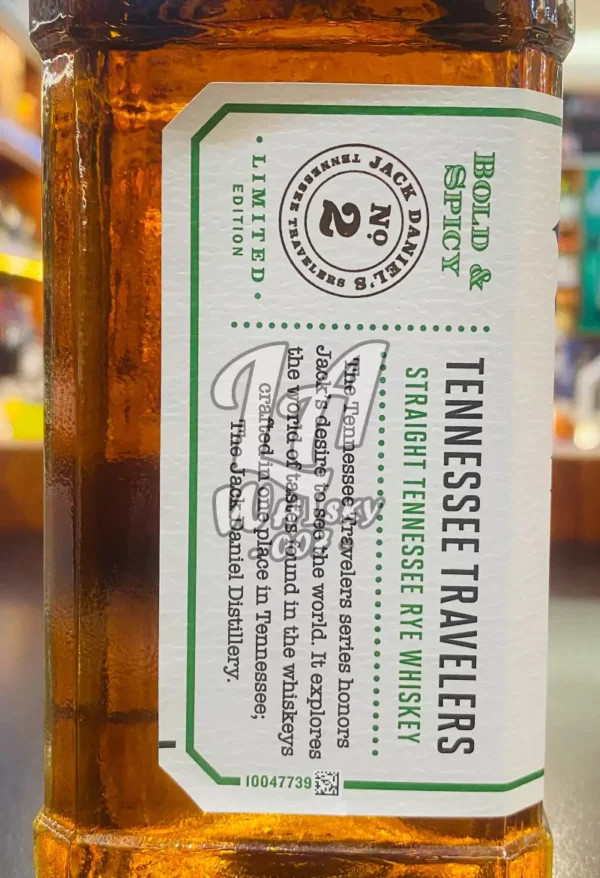 BOLD &
SPICY
JACK DANIEL'S
TENNESSEE TRAVELERS
No.
2
• LIMITED •
EDITION
TENNESSEE TRAVELERS
STRAIGHT TENNESSEE RYE WHISKEY
The Tennessee Travelers series honors
Jack's desire to see the world. It explores
the world of tastes found in the whiskeys
crafted in one place in Tennessee;
The Jack Daniel Distillery.
10047739